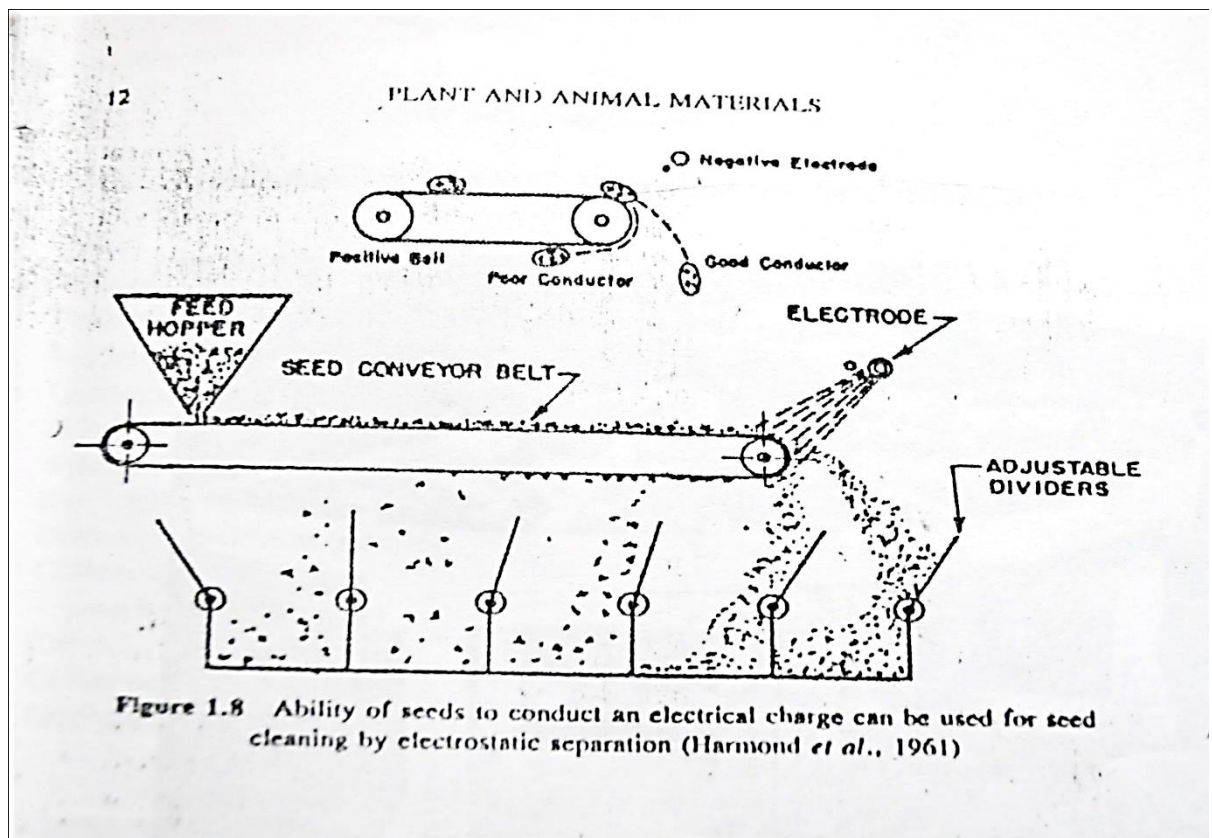 12
PLANT AND ANIMAL MATERIALS
Negative Electrode
Positive Belt
Poor Conductor
Good Conductor
FEED
HOPPER
SEED CONVEYOR BELT
ELECTRODE
ADJUSTABLE
DIVIDERS
Figure 1.8 Ability of seeds to conduct an electrical charge can be used for seed
cleaning by electrostatic separation (Harmond et al., 1961)